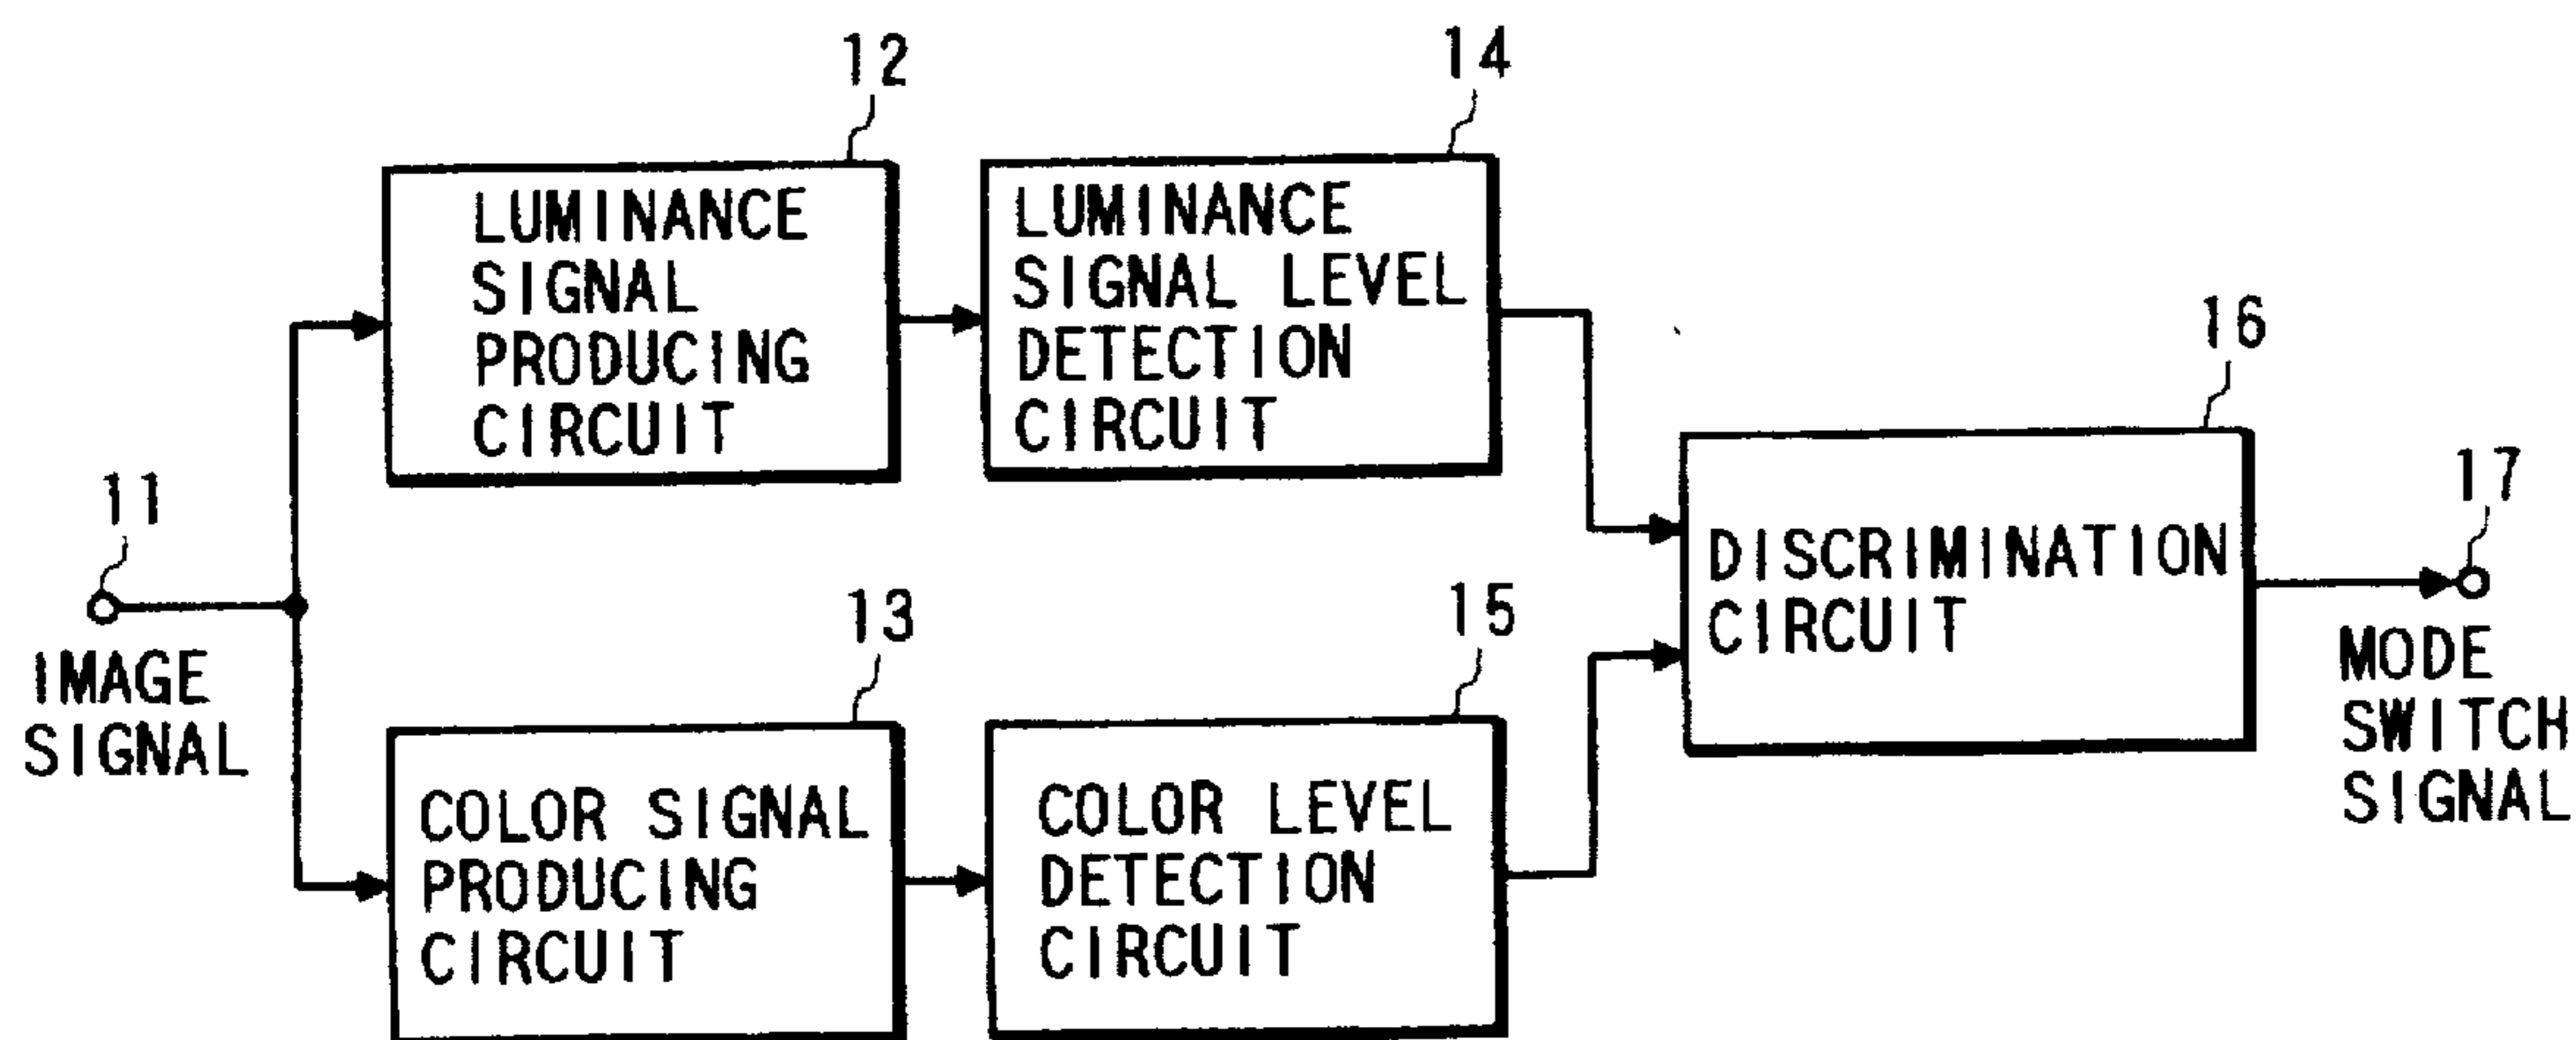 12
14
LUMINANCE
SIGNAL
PRODUCING
CIRCUIT
LUMINANCE
SIGNAL LEVEL
DETECTION
CIRCUIT
16
11
17
DISCRIMINATION
CIRCUIT
IMAGE
SIGNAL
13
15
MODE
SWITCH
SIGNAL
COLOR SIGNAL
PRODUCING
CIRCUIT
COLOR LEVEL
DETECTION
CIRCUIT